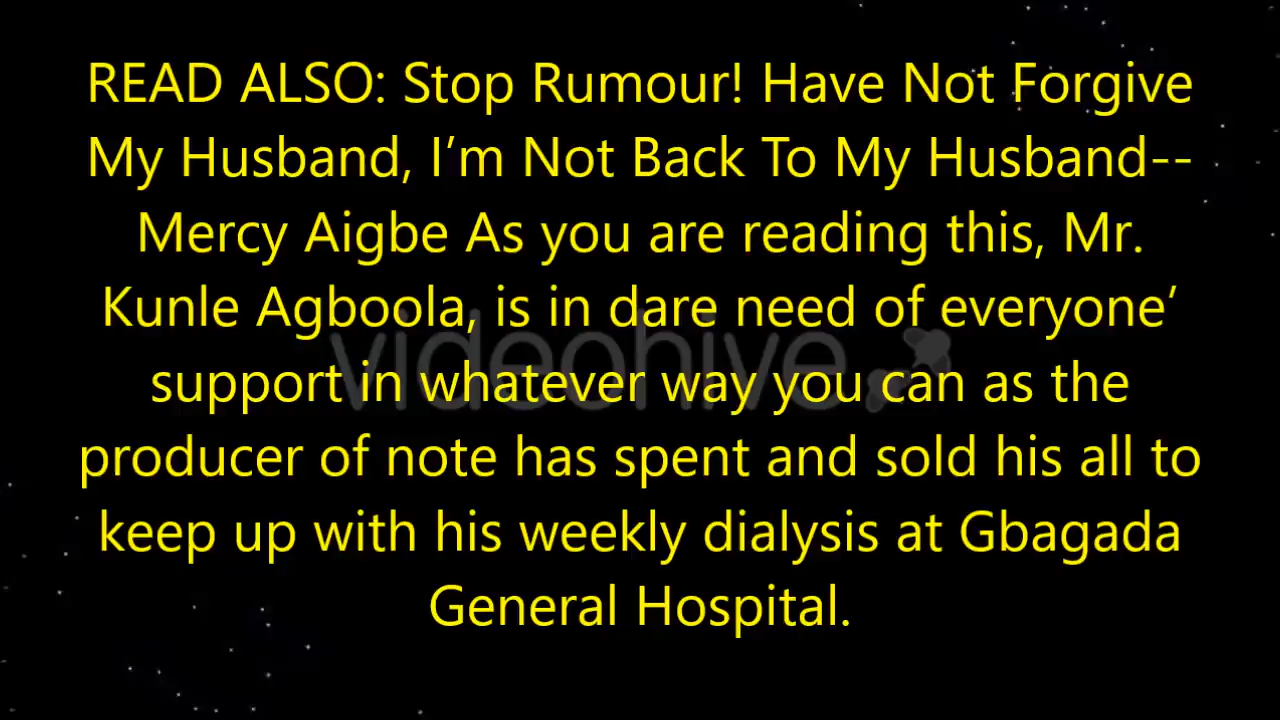 READ ALSO: Stop Rumour! Have Not Forgive
My Husband, I’m Not Back To My Husband--
Mercy Aigbe As you are reading this, Mr.
Kunle Agboola, is in dare need of everyone’
support in whatever way you can as the
producer of note has spent and sold his all to
keep up with his weekly dialysis at Gbagada
General Hospital.
videohive